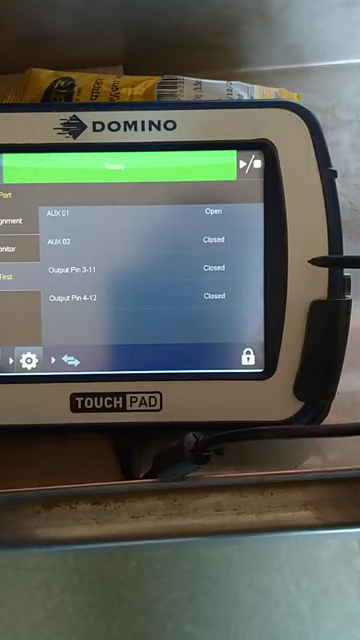 DOMINO
Ready
Port
gnment
AUX 01 Open
onitor
AUX 02 Closed
Test
Output Pin 3-11 Closed
Output Pin 4-12 Closed
TOUCH PAD